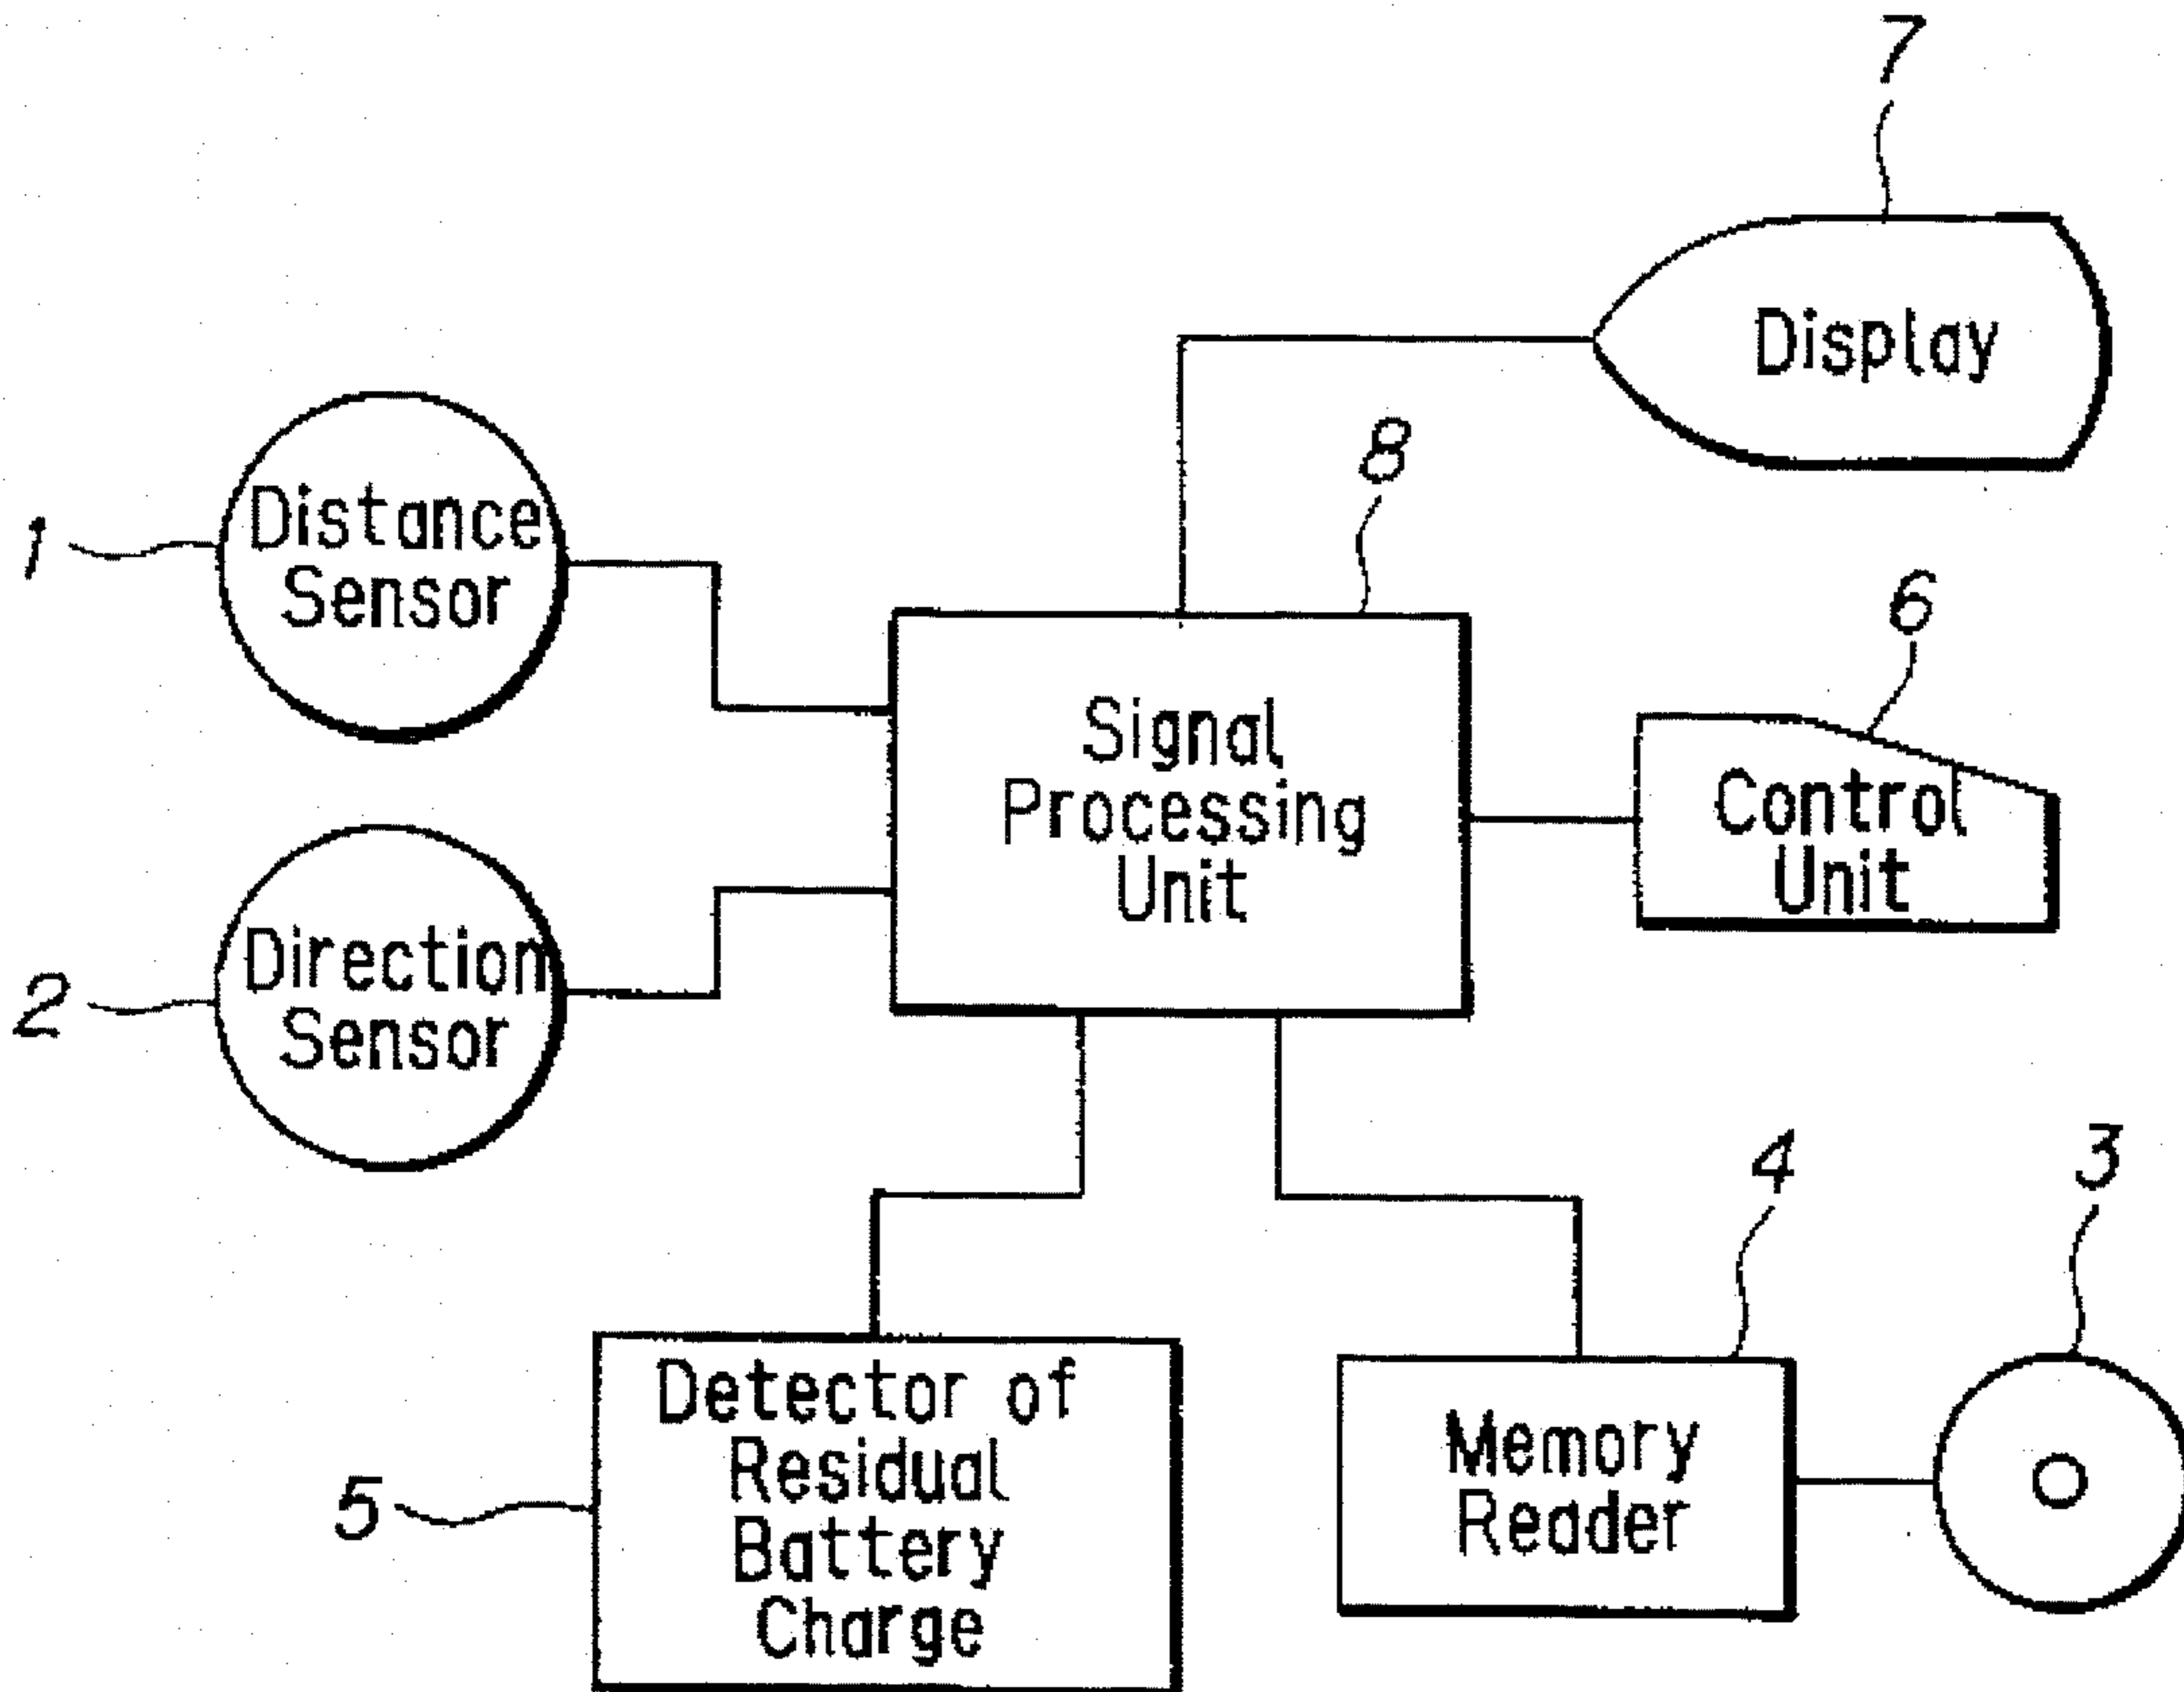 7
Display
8
1
Distance
Sensor
6
Signal
Processing
Unit
Control
Unit
2
Direction
Sensor
4
3
5
Detector of
Residual
Battery
Charge
Memory
Reader